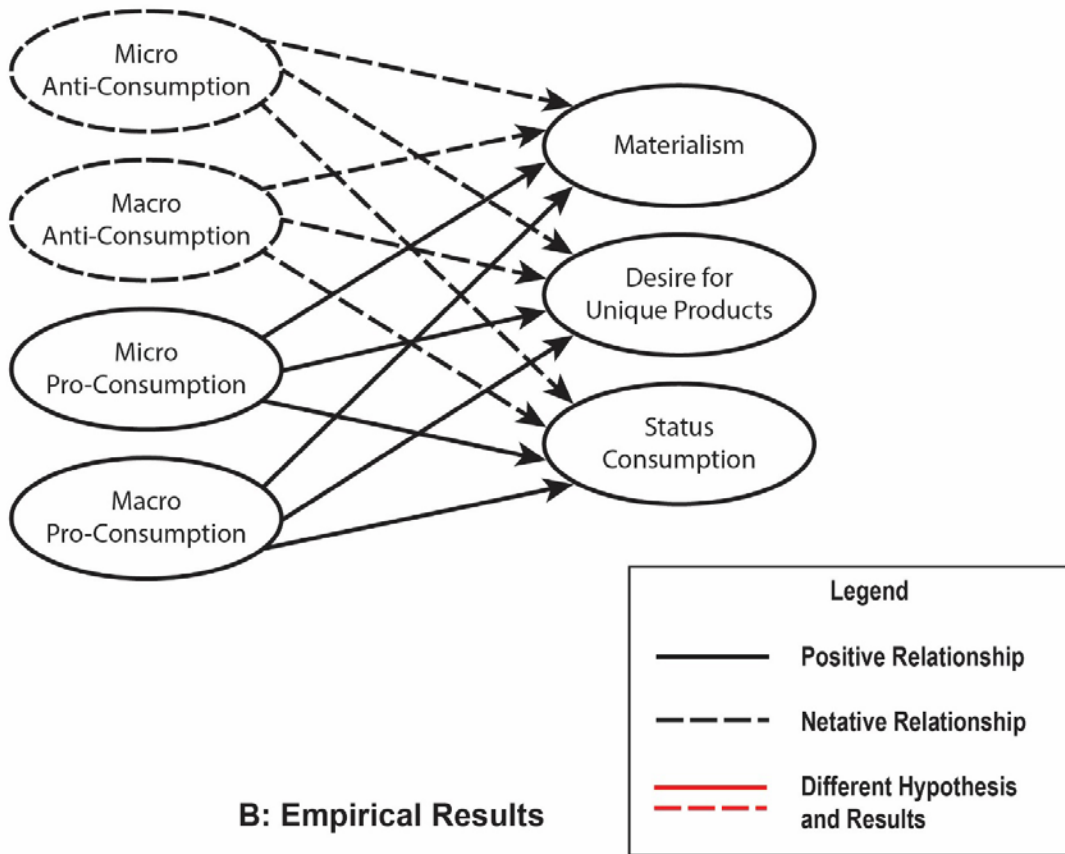 Micro
Anti-Consumption
Macro
Anti-Consumption
Micro
Pro-Consumption
Macro
Pro-Consumption
Materialism
Desire for
Unique Products
Status
Consumption
Legend
Positive Relationship
Netative Relationship
Different Hypothesis
and Results
B: Empirical Results